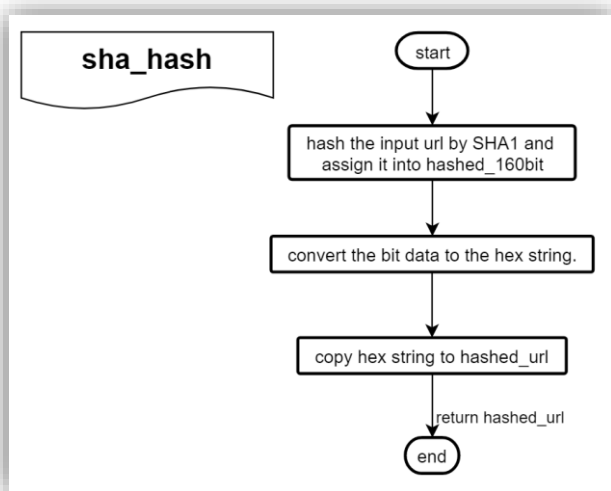 sha_hash
start
hash the input url by SHA1 and
assign it into hashed_160bit
convert the bit data to the hex string.
copy hex string to hashed_url
return hashed_url
end